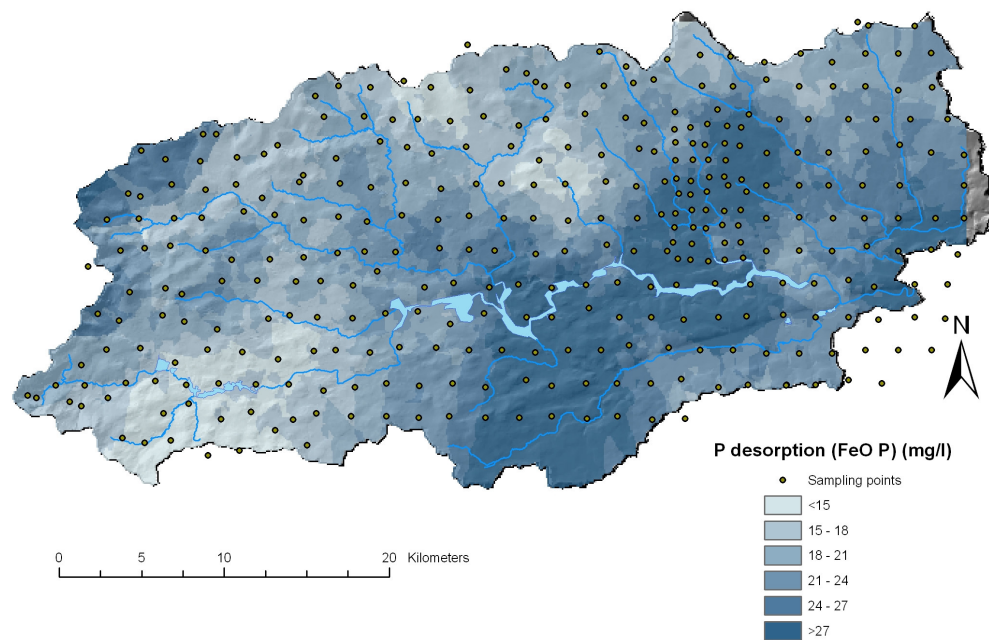 N
P desorption (FeO P) (mg/l)
Sampling points
<15
15 - 18
18 - 21
21 - 24
24 - 27
>27
0 5 10 20 Kilometers